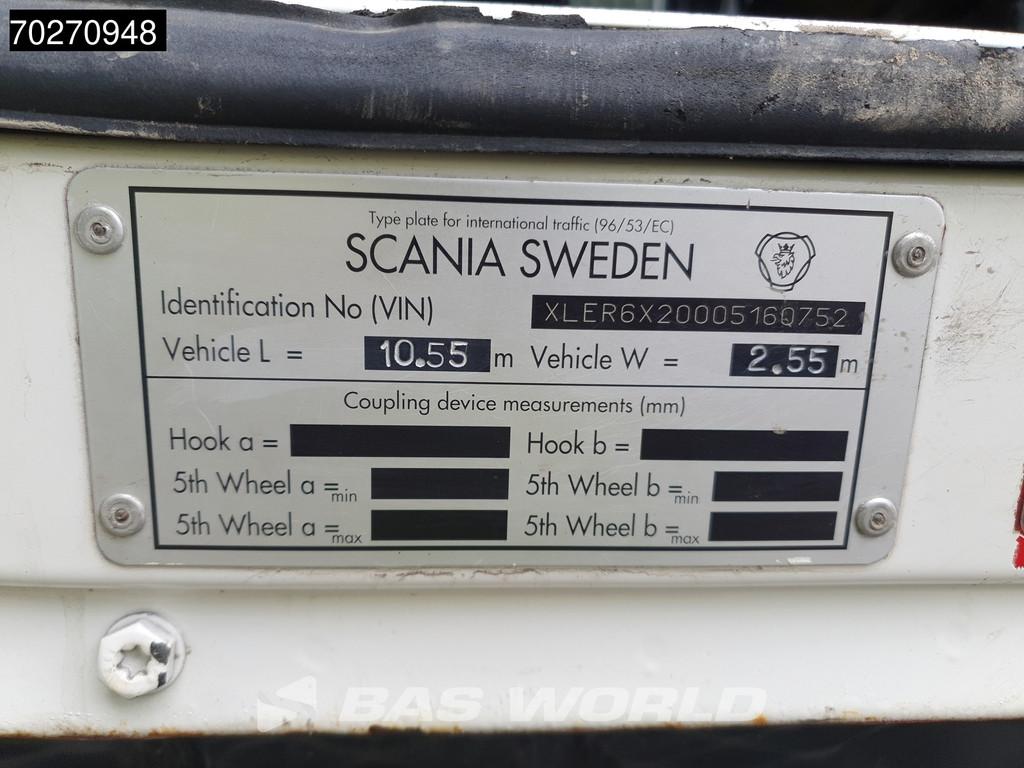 70270948
Type plate for international traffic (96/53/EC)
SCANIA SWEDEN
Identification No (VIN) XLER6X20005160752
Vehicle L = 10.55 m Vehicle W = 2.55 m
Coupling device measurements (mm)
Hook a = Hook b =
5th Wheel a =min 5th Wheel b =min
5th Wheel a =max 5th Wheel b =max
BAS WORLD